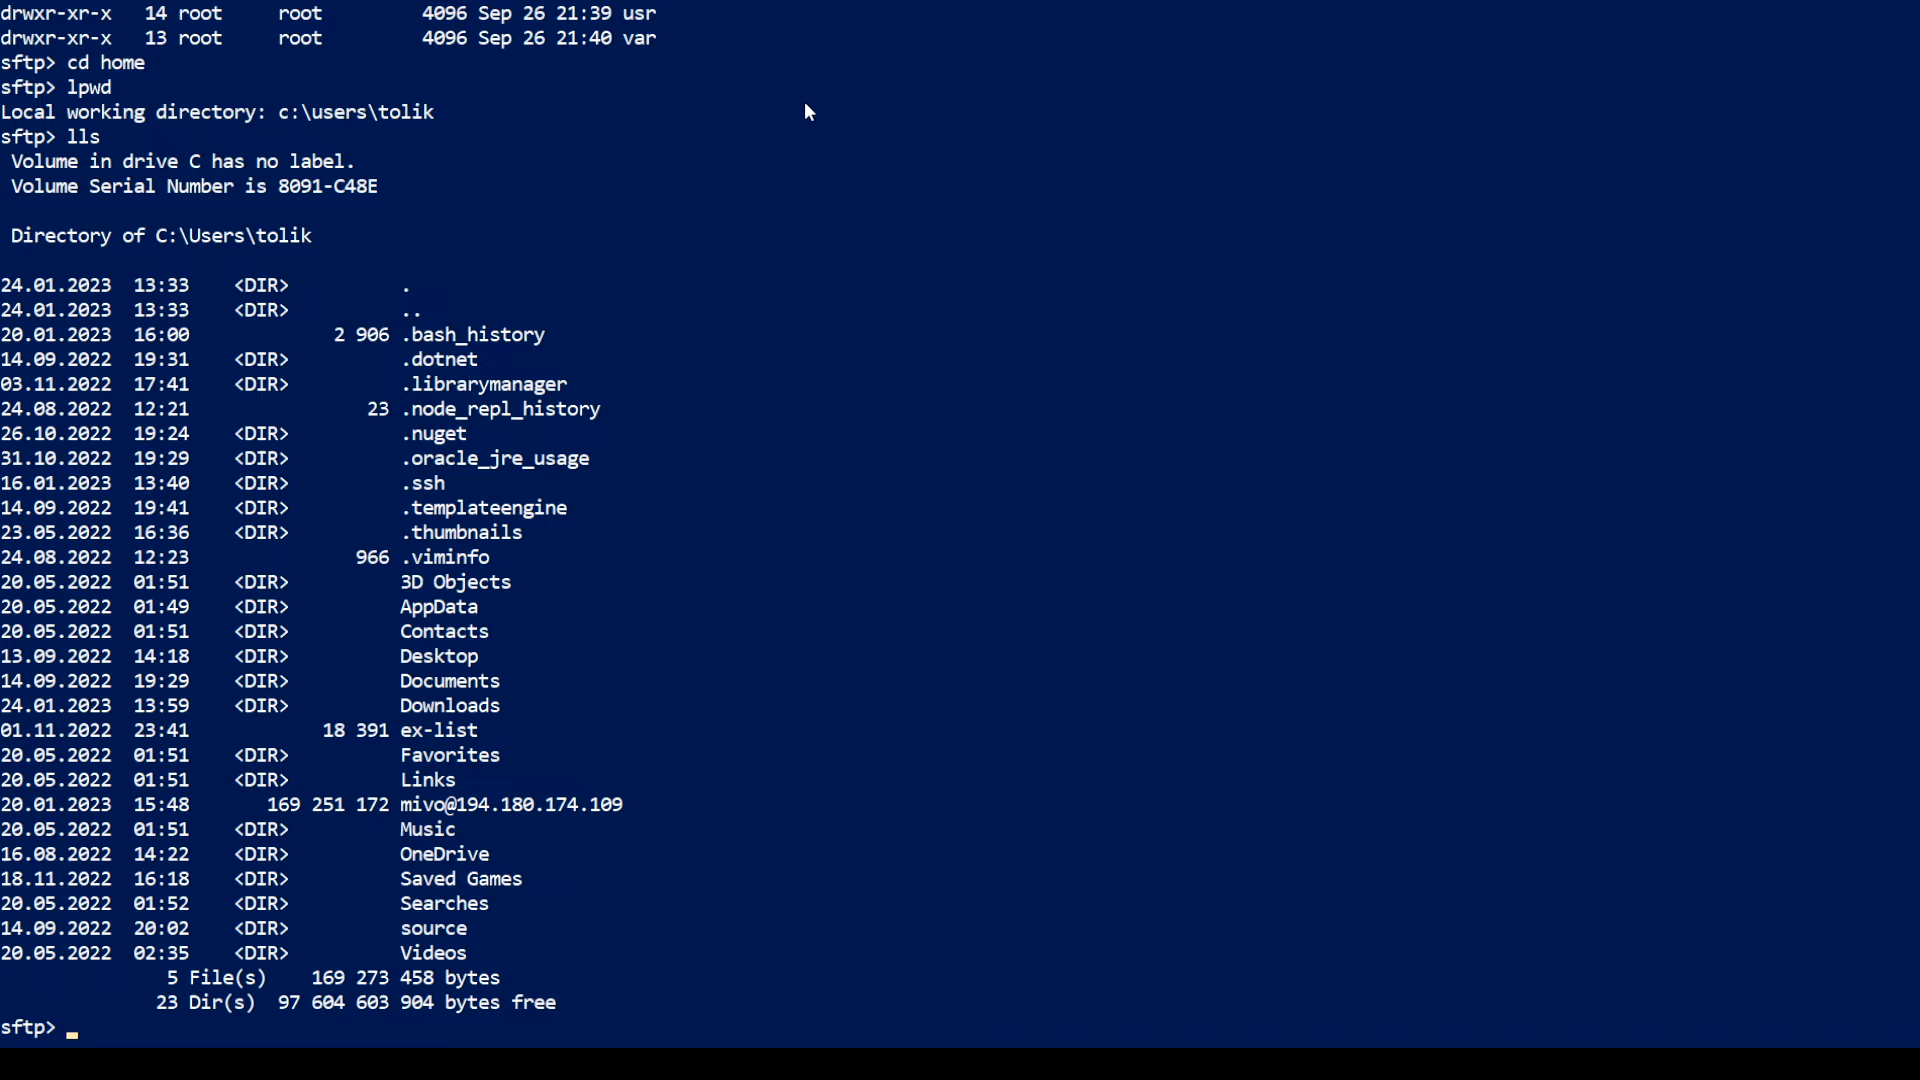 drwxr-xr-x   14 root     root         4096 Sep 26 21:39 usr
drwxr-xr-x   13 root     root         4096 Sep 26 21:40 var
sftp> cd home
sftp> lpwd
Local working directory: c:\users\tolik
sftp> lls
 Volume in drive C has no label.
 Volume Serial Number is 8091-C48E
 Directory of C:\Users\tolik
24.01.2023  13:33    <DIR>          .
24.01.2023  13:33    <DIR>          ..
20.01.2023  16:00             2 906 .bash_history
14.09.2022  19:31    <DIR>          .dotnet
03.11.2022  17:41    <DIR>          .librarymanager
24.08.2022  12:21                23 .node_repl_history
26.10.2022  19:24    <DIR>          .nuget
31.10.2022  19:29    <DIR>          .oracle_jre_usage
16.01.2023  13:40    <DIR>          .ssh
14.09.2022  19:41    <DIR>          .templateengine
23.05.2022  16:36    <DIR>          .thumbnails
24.08.2022  12:23               966 .viminfo
20.05.2022  01:51    <DIR>          3D Objects
20.05.2022  01:49    <DIR>          AppData
20.05.2022  01:51    <DIR>          Contacts
13.09.2022  14:18    <DIR>          Desktop
14.09.2022  19:29    <DIR>          Documents
24.01.2023  13:59    <DIR>          Downloads
01.11.2022  23:41            18 391 ex-list
20.05.2022  01:51    <DIR>          Favorites
20.05.2022  01:51    <DIR>          Links
20.01.2023  15:48       169 251 172 mivo@194.180.174.109
20.05.2022  01:51    <DIR>          Music
16.08.2022  14:22    <DIR>          OneDrive
18.11.2022  16:18    <DIR>          Saved Games
20.05.2022  01:52    <DIR>          Searches
14.09.2022  20:02    <DIR>          source
20.05.2022  02:35    <DIR>          Videos
               5 File(s)    169 273 458 bytes
              23 Dir(s)  97 604 603 904 bytes free
sftp>